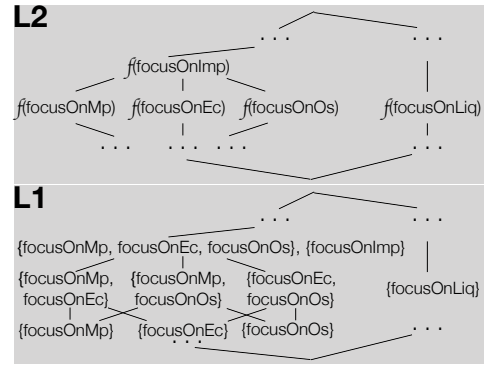 L2
. . . . . .
ƒ(focusOnImp)
ƒ(focusOnMp) ƒ(focusOnEc) ƒ(focusOnOs) ƒ(focusOnLiq)
. . . . . . . . . . . .
L1
. . . . . .
{focusOnMp, focusOnEc, focusOnOs}, {focusOnImp}
{focusOnMp, {focusOnMp, {focusOnEc,
focusOnEc} focusOnOs} focusOnOs} {focusOnLiq}
{focusOnMp} {focusOnEc} {focusOnOs} . . .
. . .